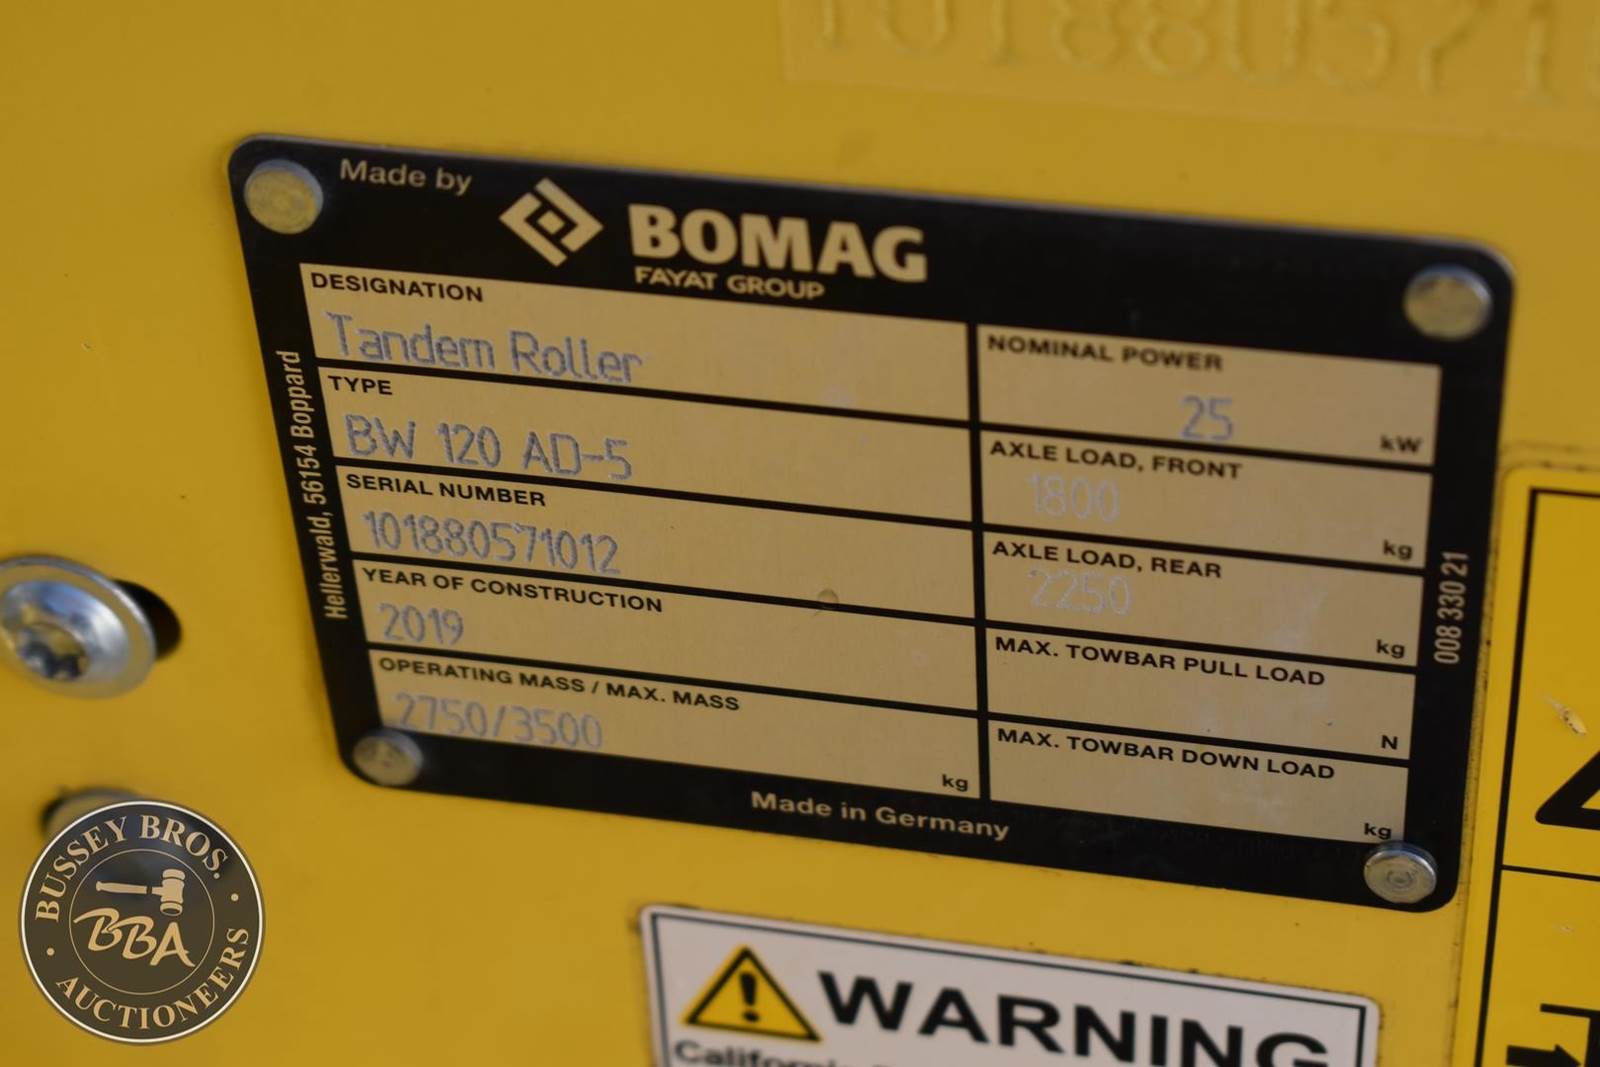 1018805710
Made by
BOMAG
FAYAT GROUP
DESIGNATION
Tandem Roller
TYPE
BW 120 AD-5
SERIAL NUMBER
101880571012
YEAR OF CONSTRUCTION
2019
OPERATING MASS / MAX. MASS
2750/3500
kg
NOMINAL POWER
25
kW
AXLE LOAD, FRONT
1800
kg
AXLE LOAD, REAR
2250
kg
MAX. TOWBAR PULL LOAD
N
MAX. TOWBAR DOWN LOAD
kg
Hellerwald, 56154 Boppard
008 330 21
Made in Germany
WARNING
BUSSEY BROS.
BBA
AUCTIONEERS